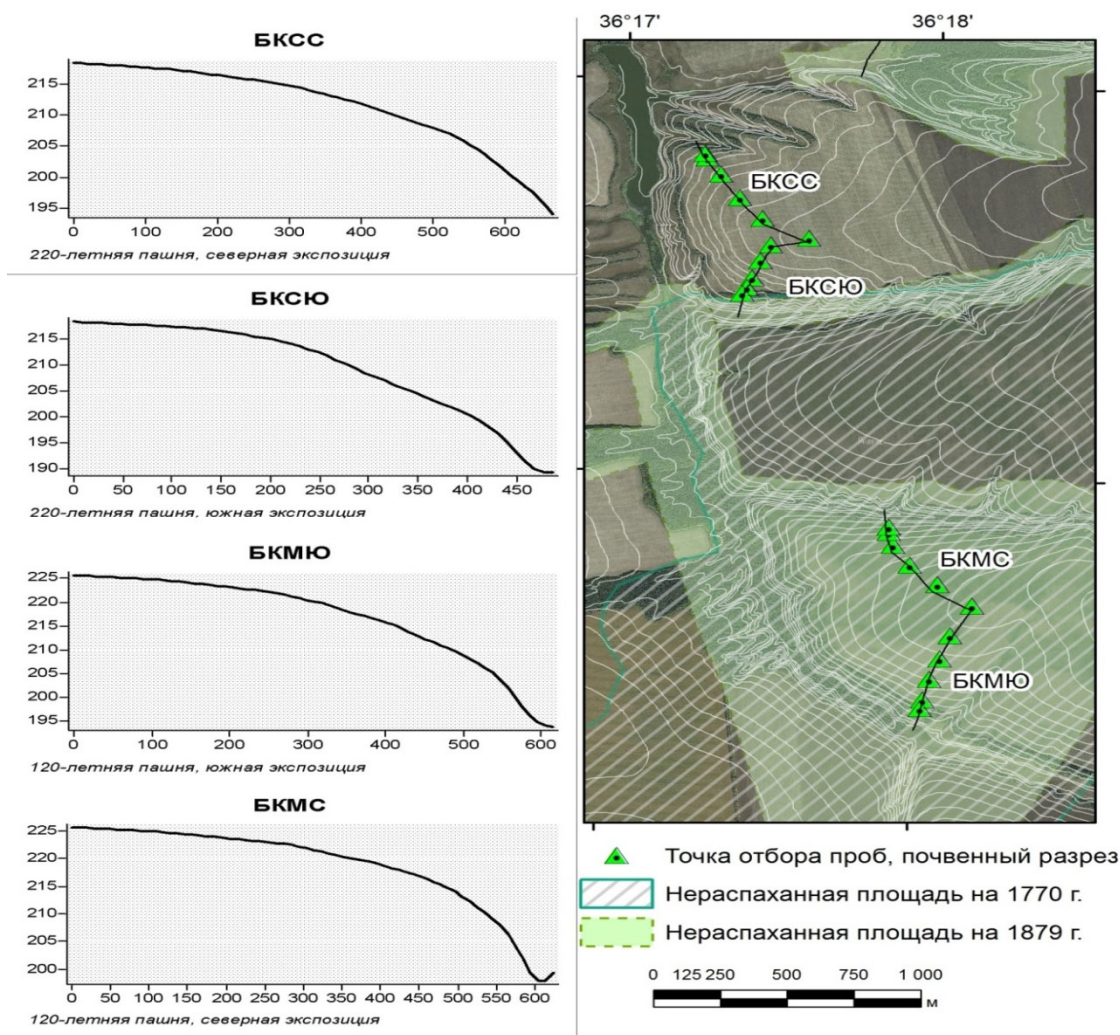 БКСС
215
210
205
200
195
0 100 200 300 400 500 600
220-летняя пашня, северная экспозиция
БКСЮ
215
210
205
200
195
190
0 50 100 150 200 250 300 350 400 450
220-летняя пашня, южная экспозиция
БКМЮ
225
220
215
210
205
200
195
0 100 200 300 400 500 600
120-летняя пашня, южная экспозиция
БКМС
225
220
215
210
205
200
0 50 100 150 200 250 300 350 400 450 500 550 600
120-летняя пашня, северная экспозиция
36°17' 36°18'
БКСС
БКСЮ
БКМС
БКМЮ
Точка отбора проб, почвенный разрез
Нераспаханная площадь на 1770 г.
Нераспаханная площадь на 1879 г.
0 125 250 500 750 1 000
м